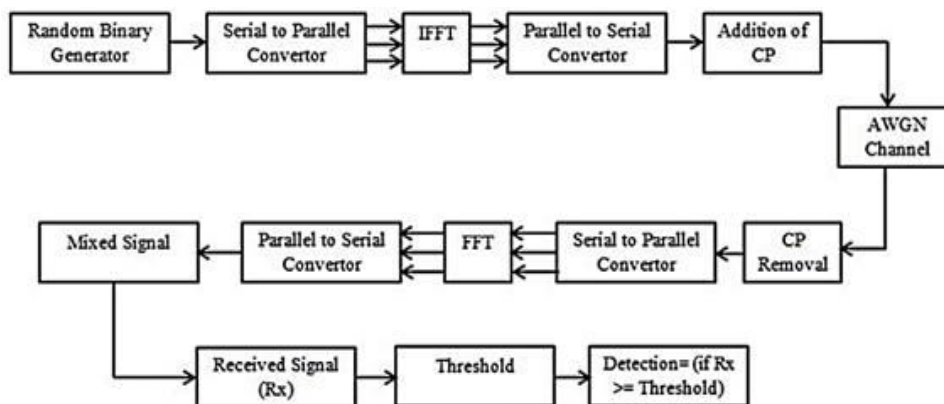 Random Binary
Generator
Serial to Parallel
Convertor
IFFT
Parallel to Serial
Convertor
Addition of
CP
AWGN
Channel
Mixed Signal
Parallel to Serial
Convertor
FFT
Serial to Parallel
Convertor
CP
Removal
Received Signal
(Rx)
Threshold
Detection= (if Rx
>= Threshold)